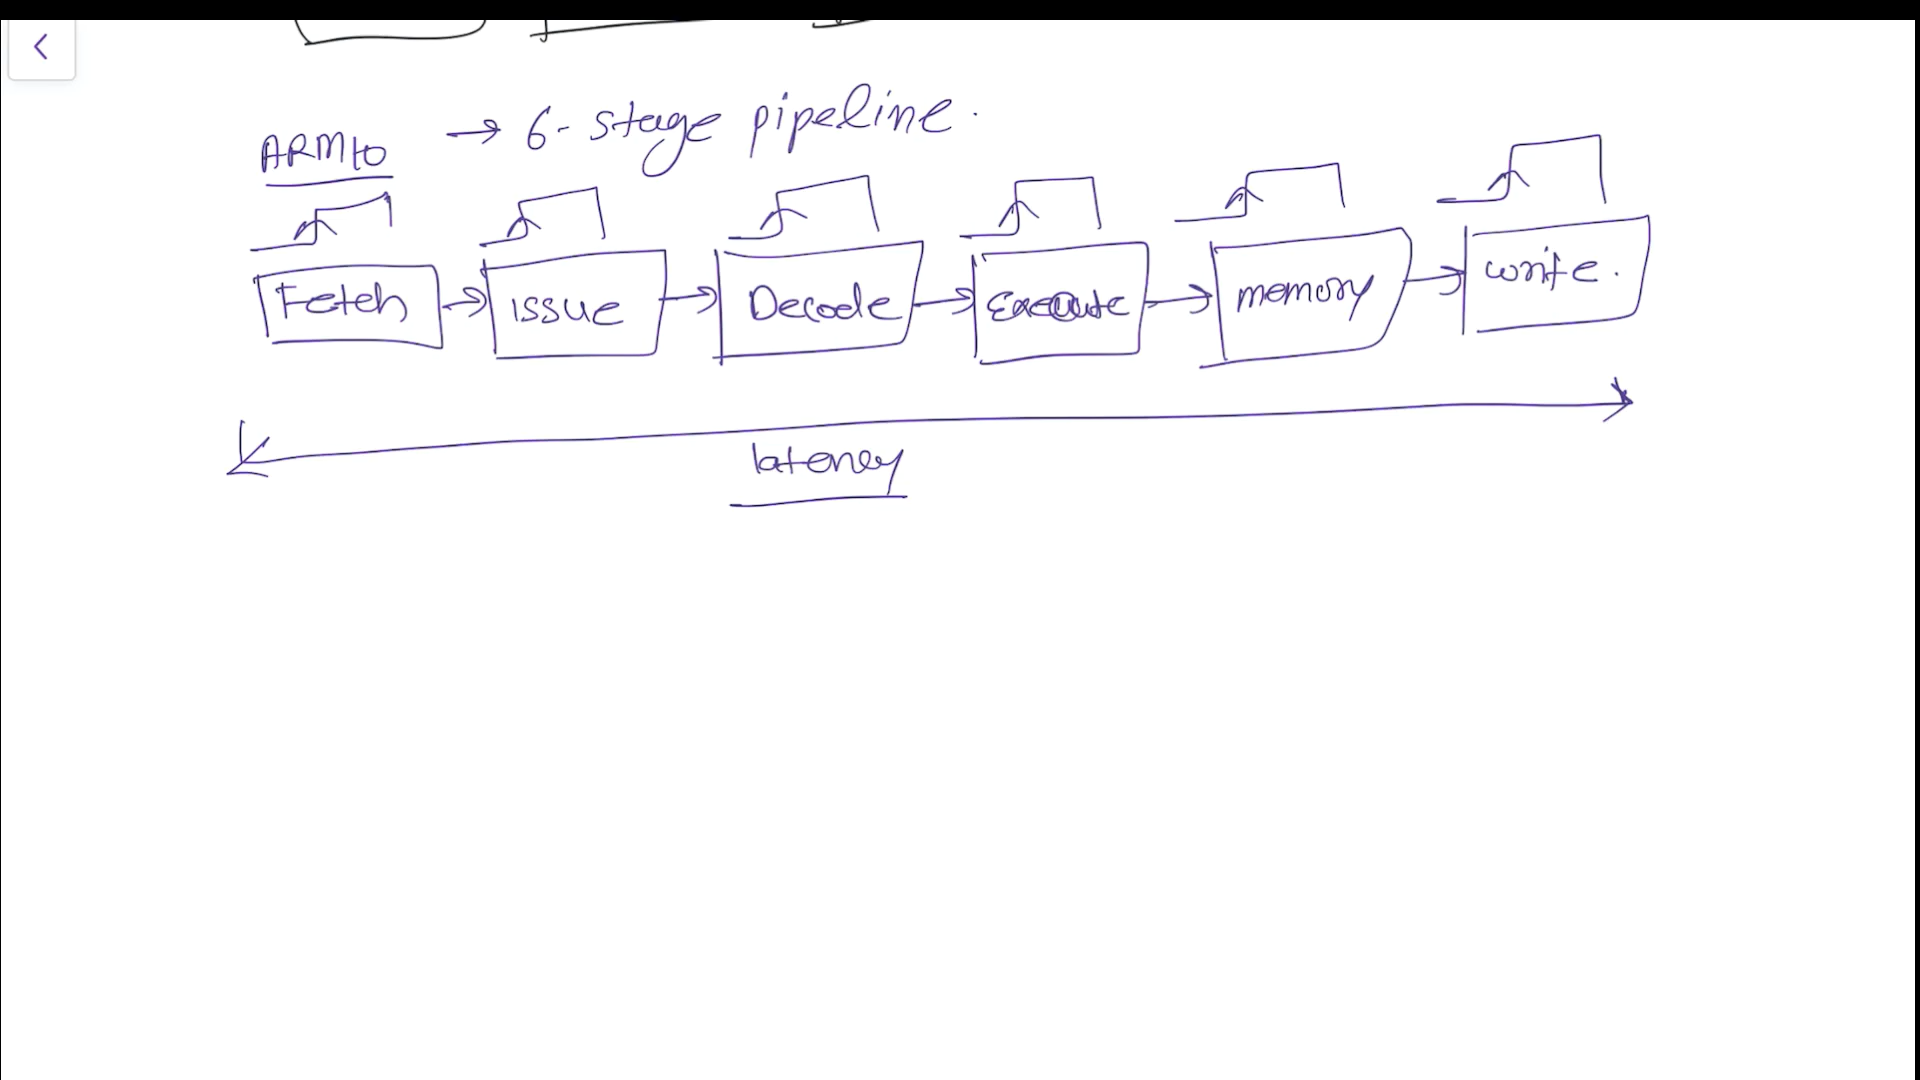 ARM10 → 6- stage pipeline.
Fetch → issue → Decode → Execute → memory → write.
latency